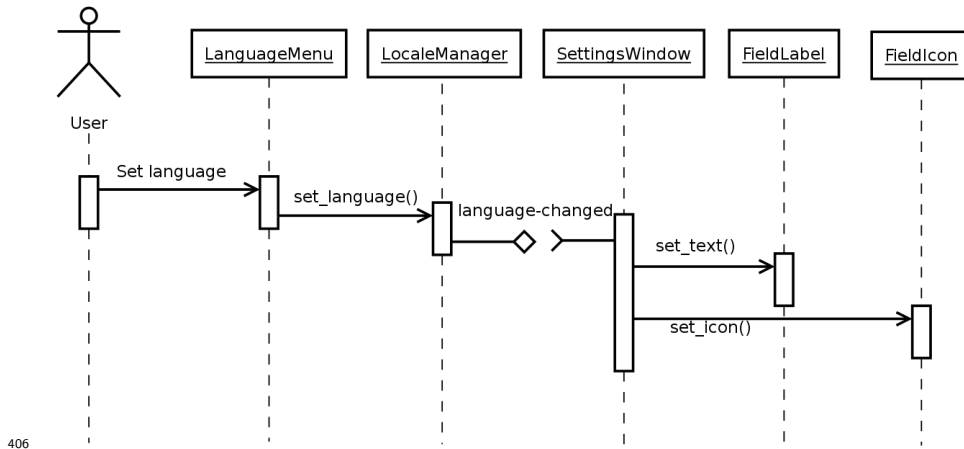 LanguageMenu
LocaleManager
SettingsWindow
FieldLabel
FieldIcon
User
Set language
set_language()
language-changed
set_text()
set_icon()
406